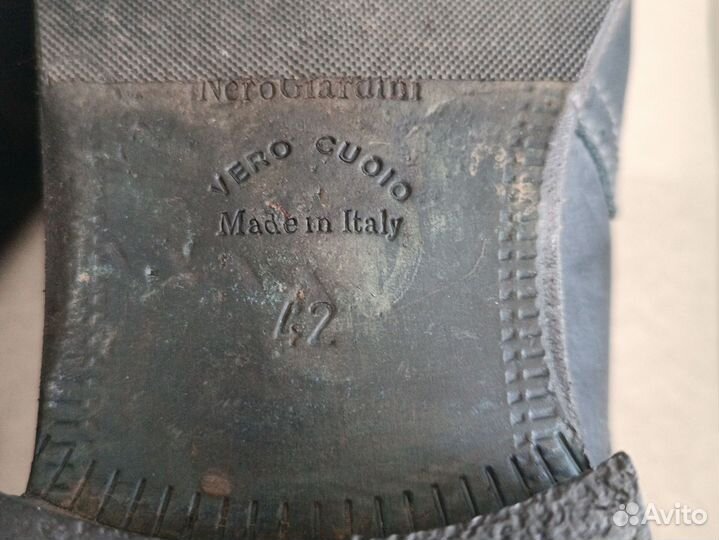 NeroGiardini
VERO CUOIO
Made in Italy
42
Avito